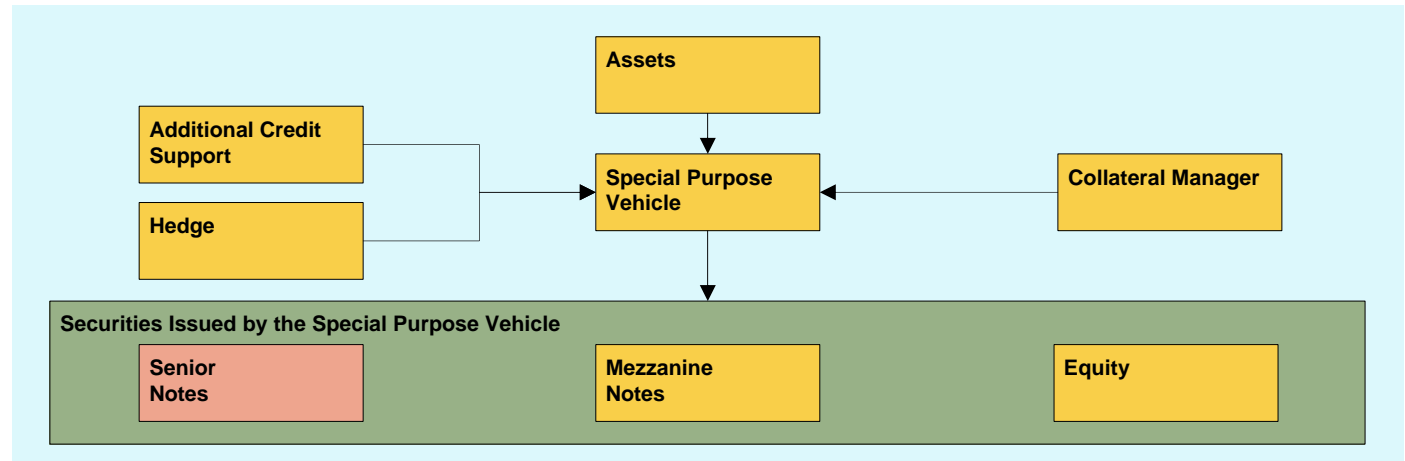 Assets
Additional Credit
Support
Special Purpose
Vehicle
Collateral Manager
Hedge
Securities Issued by the Special Purpose Vehicle
Senior
Notes
Mezzanine
Notes
Equity